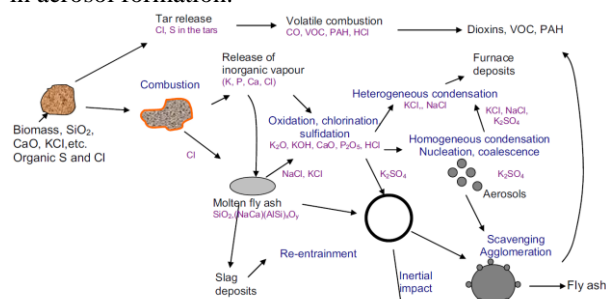 in aerosol formation.
Tar release
Cl, S in the tars
Volatile combustion
CO, VOC, PAH, HCl
Dioxins, VOC, PAH
Release of
inorganic vapour
(K, P, Ca, Cl)
Furnace
deposits
Combustion
Heterogeneous condensation
KCl,, NaCl
KCl, NaCl,
K2SO4
Oxidation, chlorination
sulfidation
K2O, KOH, CaO, P2O5, HCl
Biomass, SiO2,
CaO, KCl,etc.
Organic S and Cl
Cl
Homogeneous condensation
Nucleation, coalescence
NaCl, KCl
K2SO4
K2SO4
Aerosols
Molten fly ash
SiO2,(NaCa)(AlSi)xOy
Scavenging
Agglomeration
Re-entrainment
Slag
deposits
Inertial
impact
Fly ash